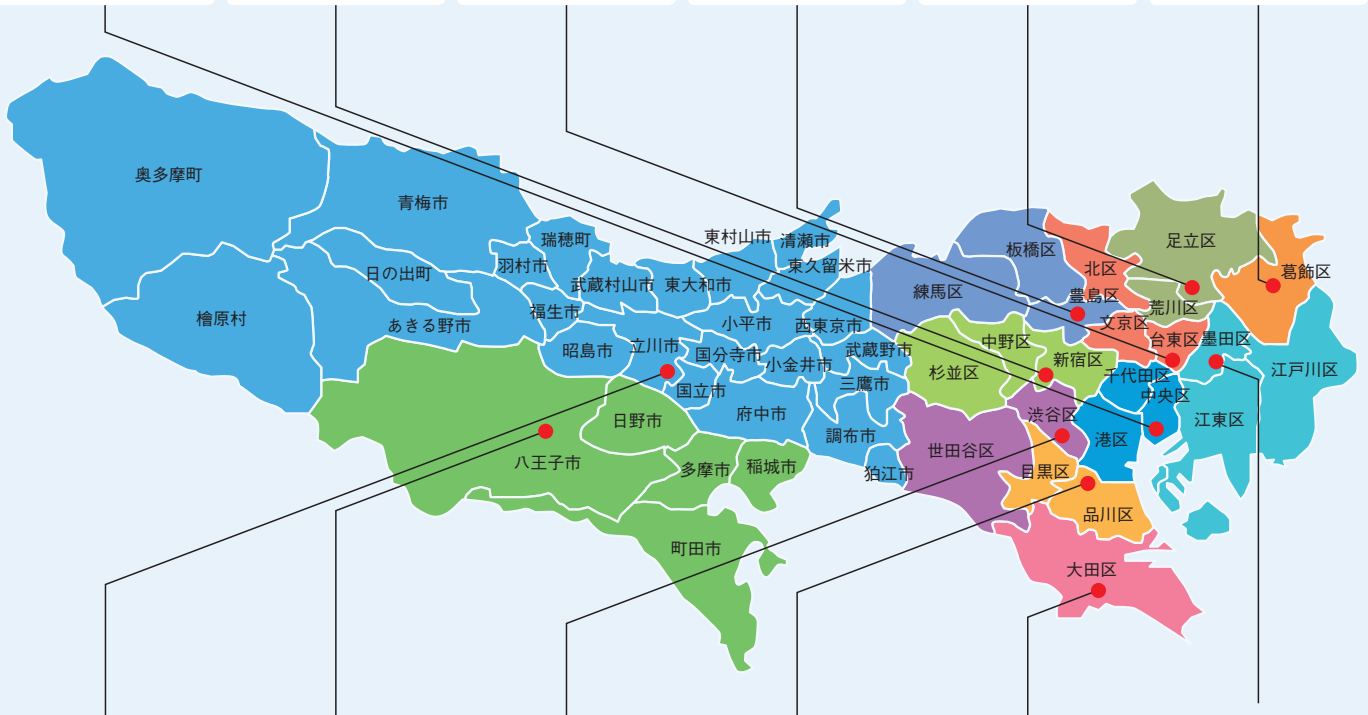 奥多摩町
青梅市
瑞穂町
羽村市
日の出町
檜原村
あきる野市
福生市
武蔵村山市
東大和市
東村山市
清瀬市
東久留米市
昭島市
立川市
小平市
西東京市
国分寺市
小金井市
武蔵野市
国立市
三鷹市
府中市
調布市
狛江市
日野市
八王子市
多摩市
稲城市
町田市
板橋区
練馬区
北区
足立区
葛飾区
豊島区
荒川区
文京区
台東区
墨田区
中野区
新宿区
杉並区
千代田区
中央区
江戸川区
江東区
渋谷区
港区
世田谷区
目黒区
品川区
大田区